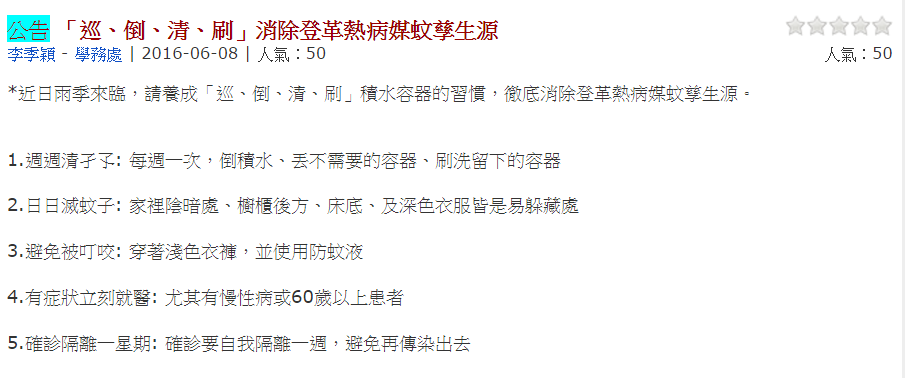 公告 「巡、倒、清、刷」消除登革熱病媒蚊孳生源
李季穎 - 學務處 | 2016-06-08 | 人氣：50 人氣：50
*近日雨季來臨，請養成「巡、倒、清、刷」積水容器的習慣，徹底消除登革熱病媒蚊孳生源。
1.週週清孑孓: 每週一次，倒積水、丟不需要的容器、刷洗留下的容器
2.日日滅蚊子: 家裡陰暗處、櫥櫃後方、床底、及深色衣服皆是易躲藏處
3.避免被叮咬: 穿著淺色衣褲，並使用防蚊液
4.有症狀立刻就醫: 尤其有慢性病或60歲以上患者
5.確診隔離一星期: 確診要自我隔離一週，避免再傳染出去